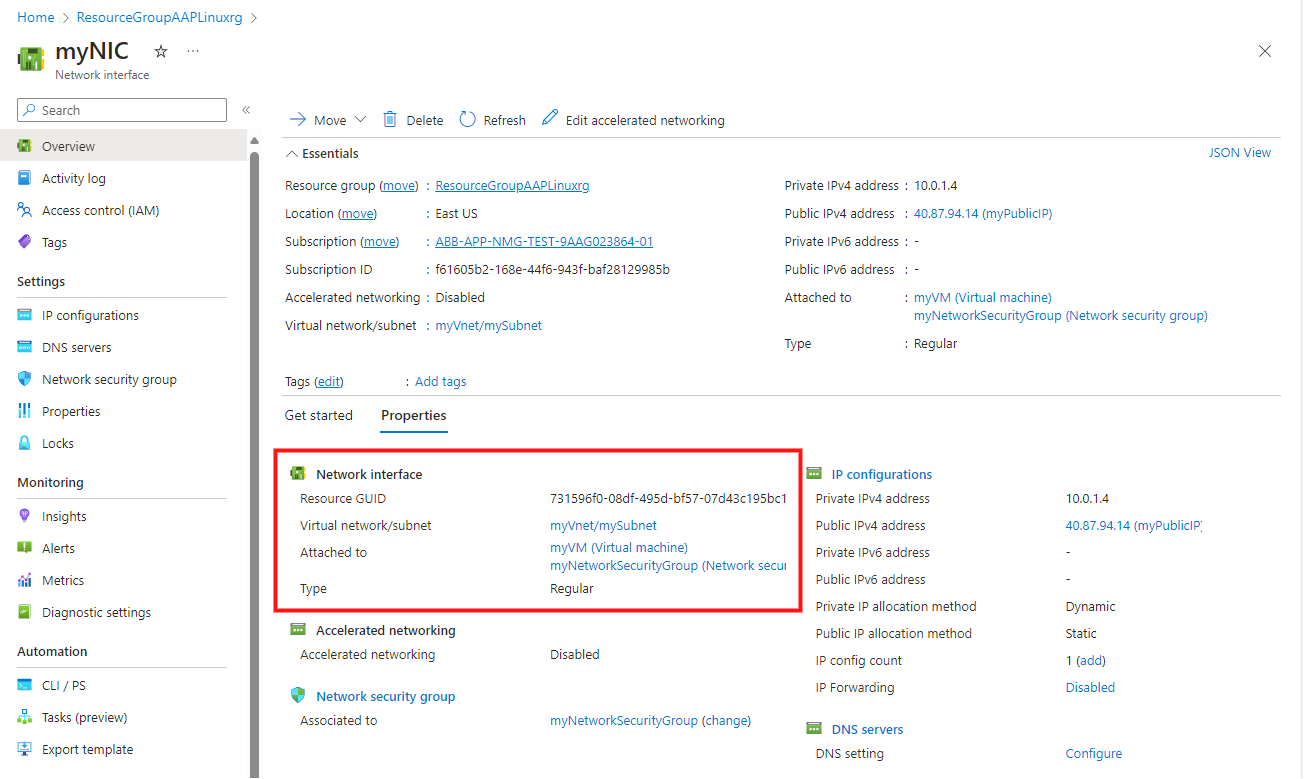 Home > ResourceGroupAAPLinuxrg >
myNIC
Network interface
Search
Overview
Activity log
Access control (IAM)
Tags
Settings
IP configurations
DNS servers
Network security group
Properties
Locks
Monitoring
Insights
Alerts
Metrics
Diagnostic settings
Automation
CLI / PS
Tasks (preview)
Export template
Move Delete Refresh Edit accelerated networking
Essentials JSON View
Resource group (move) : ResourceGroupAAPLinuxrg
Location (move) : East US
Subscription (move) : ABB-APP-NMG-TEST-9AAG023864-01
Subscription ID : f61605b2-168e-44f6-943f-baf28129985b
Accelerated networking : Disabled
Virtual network/subnet : myVnet/mySubnet
Private IPv4 address : 10.0.1.4
Public IPv4 address : 40.87.94.14 (myPublicIP)
Private IPv6 address : -
Public IPv6 address : -
Attached to : myVM (Virtual machine)
myNetworkSecurityGroup (Network security group)
Type : Regular
Tags (edit) : Add tags
Get started Properties
Network interface
Resource GUID 731596f0-08df-495d-bf57-07d43c195bc1
Virtual network/subnet myVnet/mySubnet
Attached to myVM (Virtual machine)
myNetworkSecurityGroup (Network secur
Type Regular
Accelerated networking
Accelerated networking Disabled
Network security group
Associated to myNetworkSecurityGroup (change)
IP configurations
Private IPv4 address 10.0.1.4
Public IPv4 address 40.87.94.14 (myPublicIP)
Private IPv6 address -
Public IPv6 address -
Private IP allocation method Dynamic
Public IP allocation method Static
IP config count 1 (add)
IP Forwarding Disabled
DNS servers
DNS setting Configure